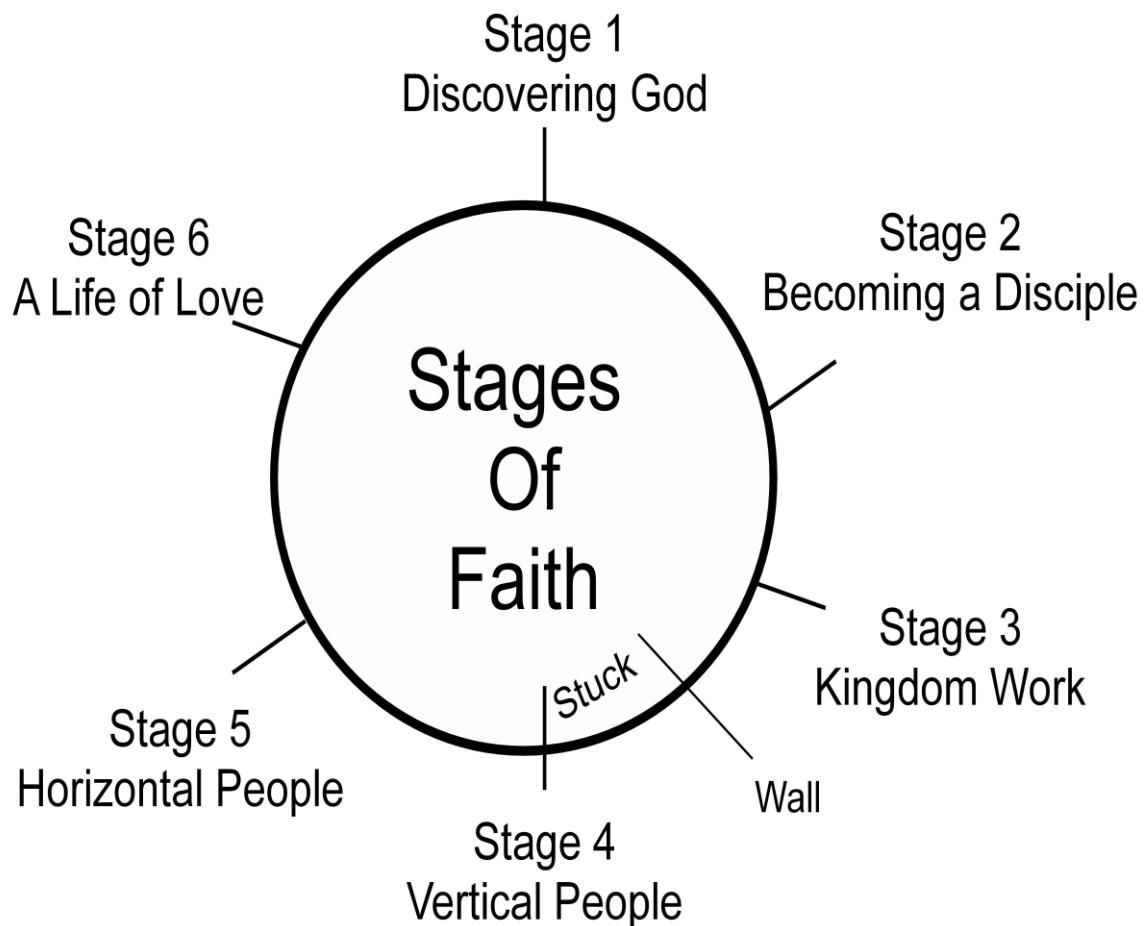 Stage 1
Discovering God
Stage 2
Becoming a Disciple
Stage 6
A Life of Love
Stages
Of
Faith
Stage 3
Kingdom Work
Stuck
Wall
Stage 5
Horizontal People
Stage 4
Vertical People